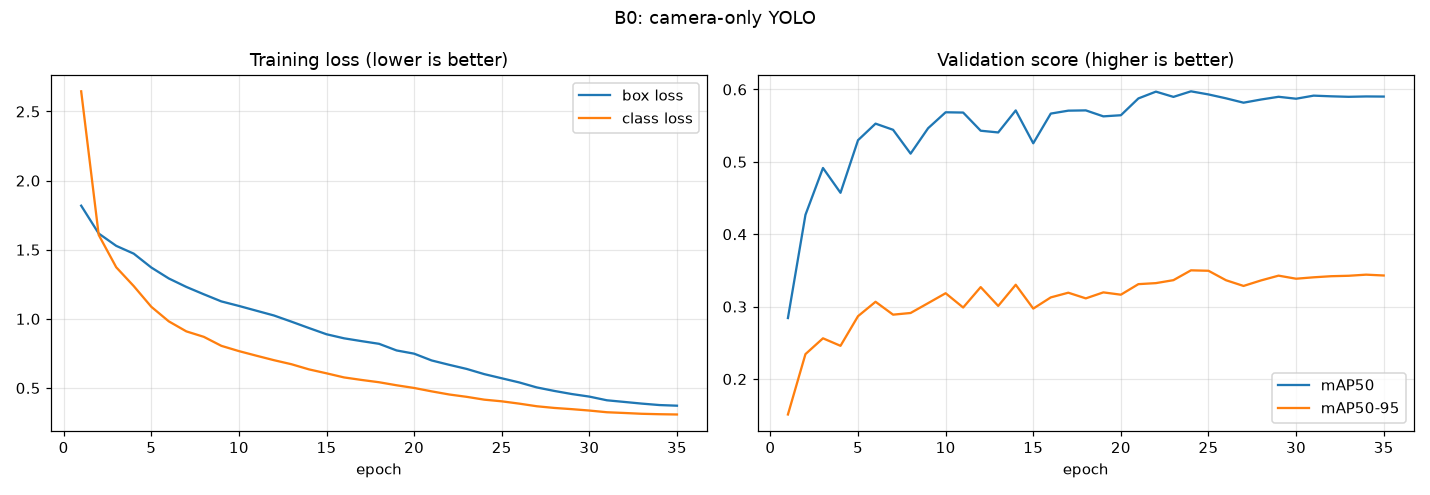 B0: camera-only YOLO
Training loss (lower is better)
2.5
2.0
1.5
1.0
0.5
box loss
class loss
0 5 10 15 20 25 30 35
epoch
Validation score (higher is better)
0.6
0.5
0.4
0.3
0.2
mAP50
mAP50-95
0 5 10 15 20 25 30 35
epoch